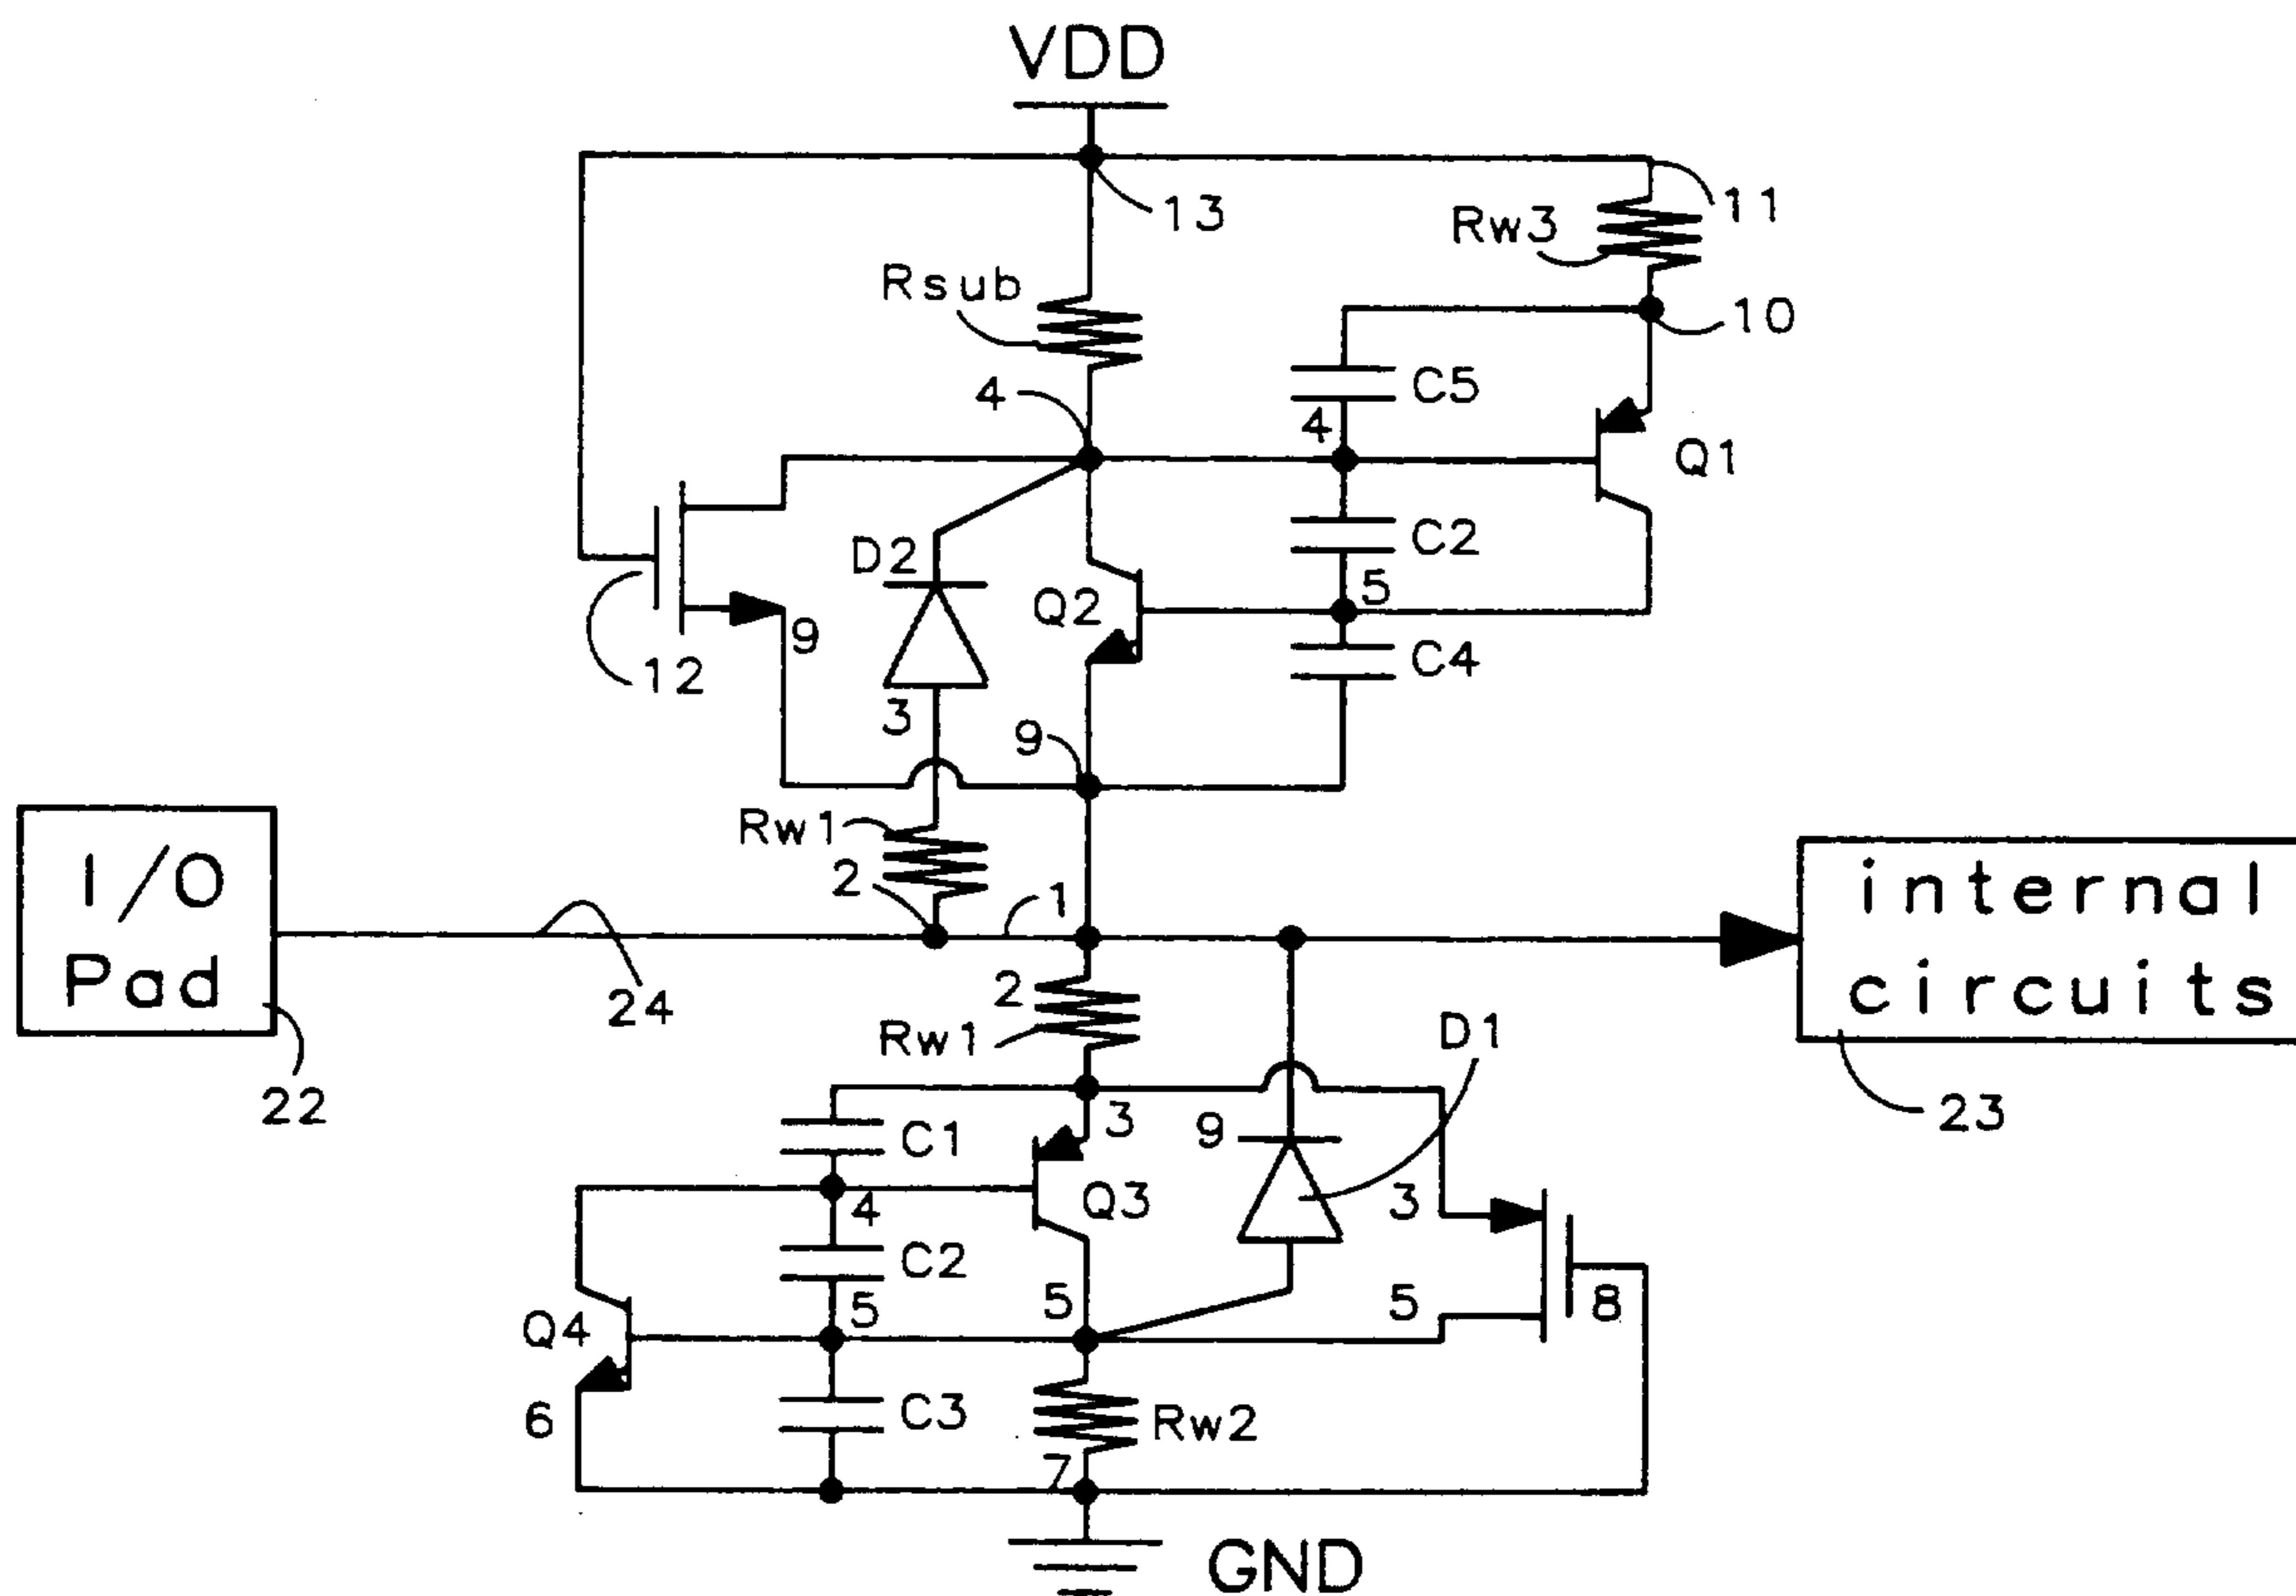 VDD
13
11
Rw3
Rsub
10
4
C5
4
Q1
D2
C2
5
Q2
9
12
C4
3
9
Rw1
2
1
I/O
Pad
internal
circuits
24
2
Rw1
D1
22
23
C1
3
9
4
Q3
3
C2
5
5
5
8
Q4
C3
6
Rw2
7
GND